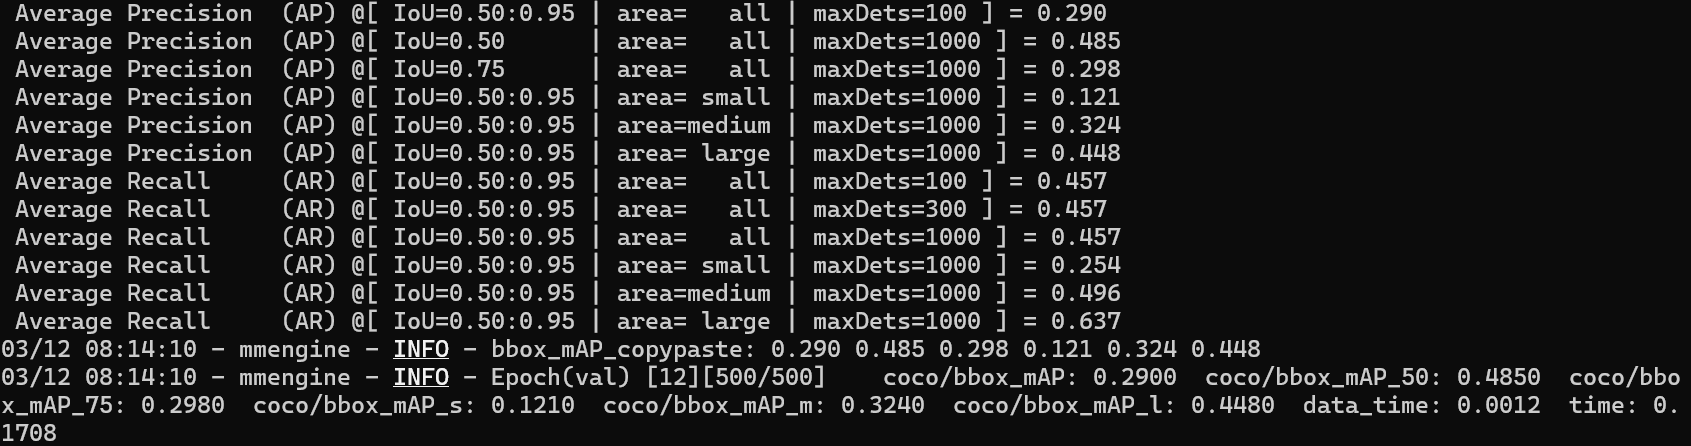 Average Precision  (AP) @[ IoU=0.50:0.95 | area=   all | maxDets=100 ] = 0.290
Average Precision  (AP) @[ IoU=0.50      | area=   all | maxDets=1000 ] = 0.485
Average Precision  (AP) @[ IoU=0.75      | area=   all | maxDets=1000 ] = 0.298
Average Precision  (AP) @[ IoU=0.50:0.95 | area= small | maxDets=1000 ] = 0.121
Average Precision  (AP) @[ IoU=0.50:0.95 | area=medium | maxDets=1000 ] = 0.324
Average Precision  (AP) @[ IoU=0.50:0.95 | area= large | maxDets=1000 ] = 0.448
Average Recall     (AR) @[ IoU=0.50:0.95 | area=   all | maxDets=100 ] = 0.457
Average Recall     (AR) @[ IoU=0.50:0.95 | area=   all | maxDets=300 ] = 0.457
Average Recall     (AR) @[ IoU=0.50:0.95 | area=   all | maxDets=1000 ] = 0.457
Average Recall     (AR) @[ IoU=0.50:0.95 | area= small | maxDets=1000 ] = 0.254
Average Recall     (AR) @[ IoU=0.50:0.95 | area=medium | maxDets=1000 ] = 0.496
Average Recall     (AR) @[ IoU=0.50:0.95 | area= large | maxDets=1000 ] = 0.637
03/12 08:14:10 - mmengine - INFO - bbox_mAP_copypaste: 0.290 0.485 0.298 0.121 0.324 0.448
03/12 08:14:10 - mmengine - INFO - Epoch(val) [12][500/500]    coco/bbox_mAP: 0.2900  coco/bbox_mAP_50: 0.4850  coco/bbo
x_mAP_75: 0.2980  coco/bbox_mAP_s: 0.1210  coco/bbox_mAP_m: 0.3240  coco/bbox_mAP_l: 0.4480  data_time: 0.0012  time: 0.
1708